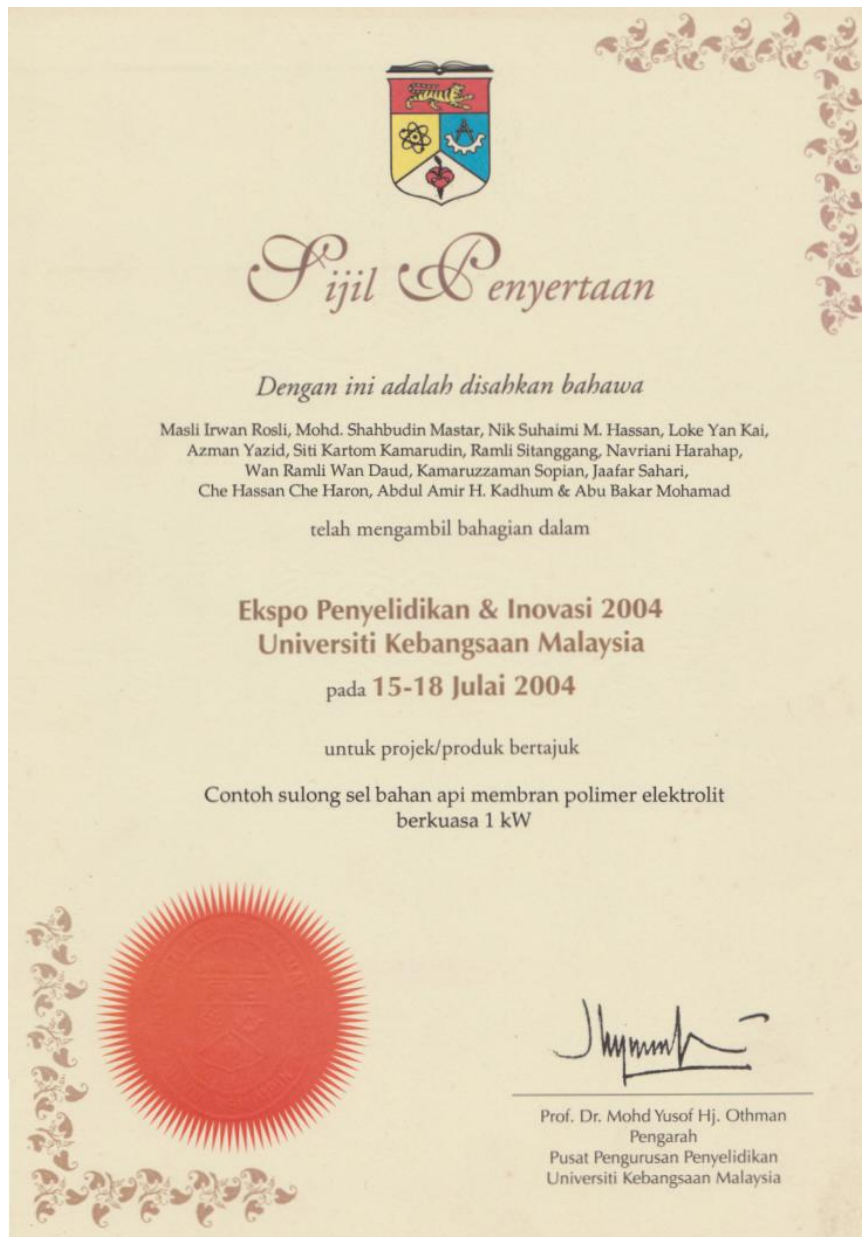 Sijil Penyertaan
Dengan ini adalah disahkan bahawa
Masli Irwan Rosli, Mohd. Shahbudin Mastar, Nik Suhaimi M. Hassan, Loke Yan Kai,
Azman Yazid, Siti Kartom Kamarudin, Ramli Sitanggang, Navriani Harahap,
Wan Ramli Wan Daud, Kamaruzzaman Sopian, Jaafar Sahari,
Che Hassan Che Haron, Abdul Amir H. Kadhum & Abu Bakar Mohamad
telah mengambil bahagian dalam
Ekspo Penyelidikan & Inovasi 2004
Universiti Kebangsaan Malaysia
pada 15-18 Julai 2004
untuk projek/produk bertajuk
Contoh sulong sel bahan api membran polimer elektrolit
berkuasa 1 kW
Prof. Dr. Mohd Yusof Hj. Othman
Pengarah
Pusat Pengurusan Penyelidikan
Universiti Kebangsaan Malaysia